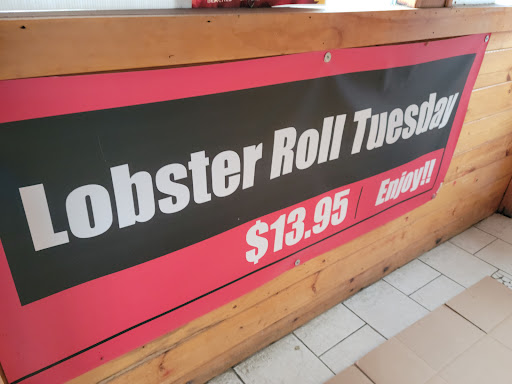 Lobster Roll Tuesday
$13.95 | Enjoy!!